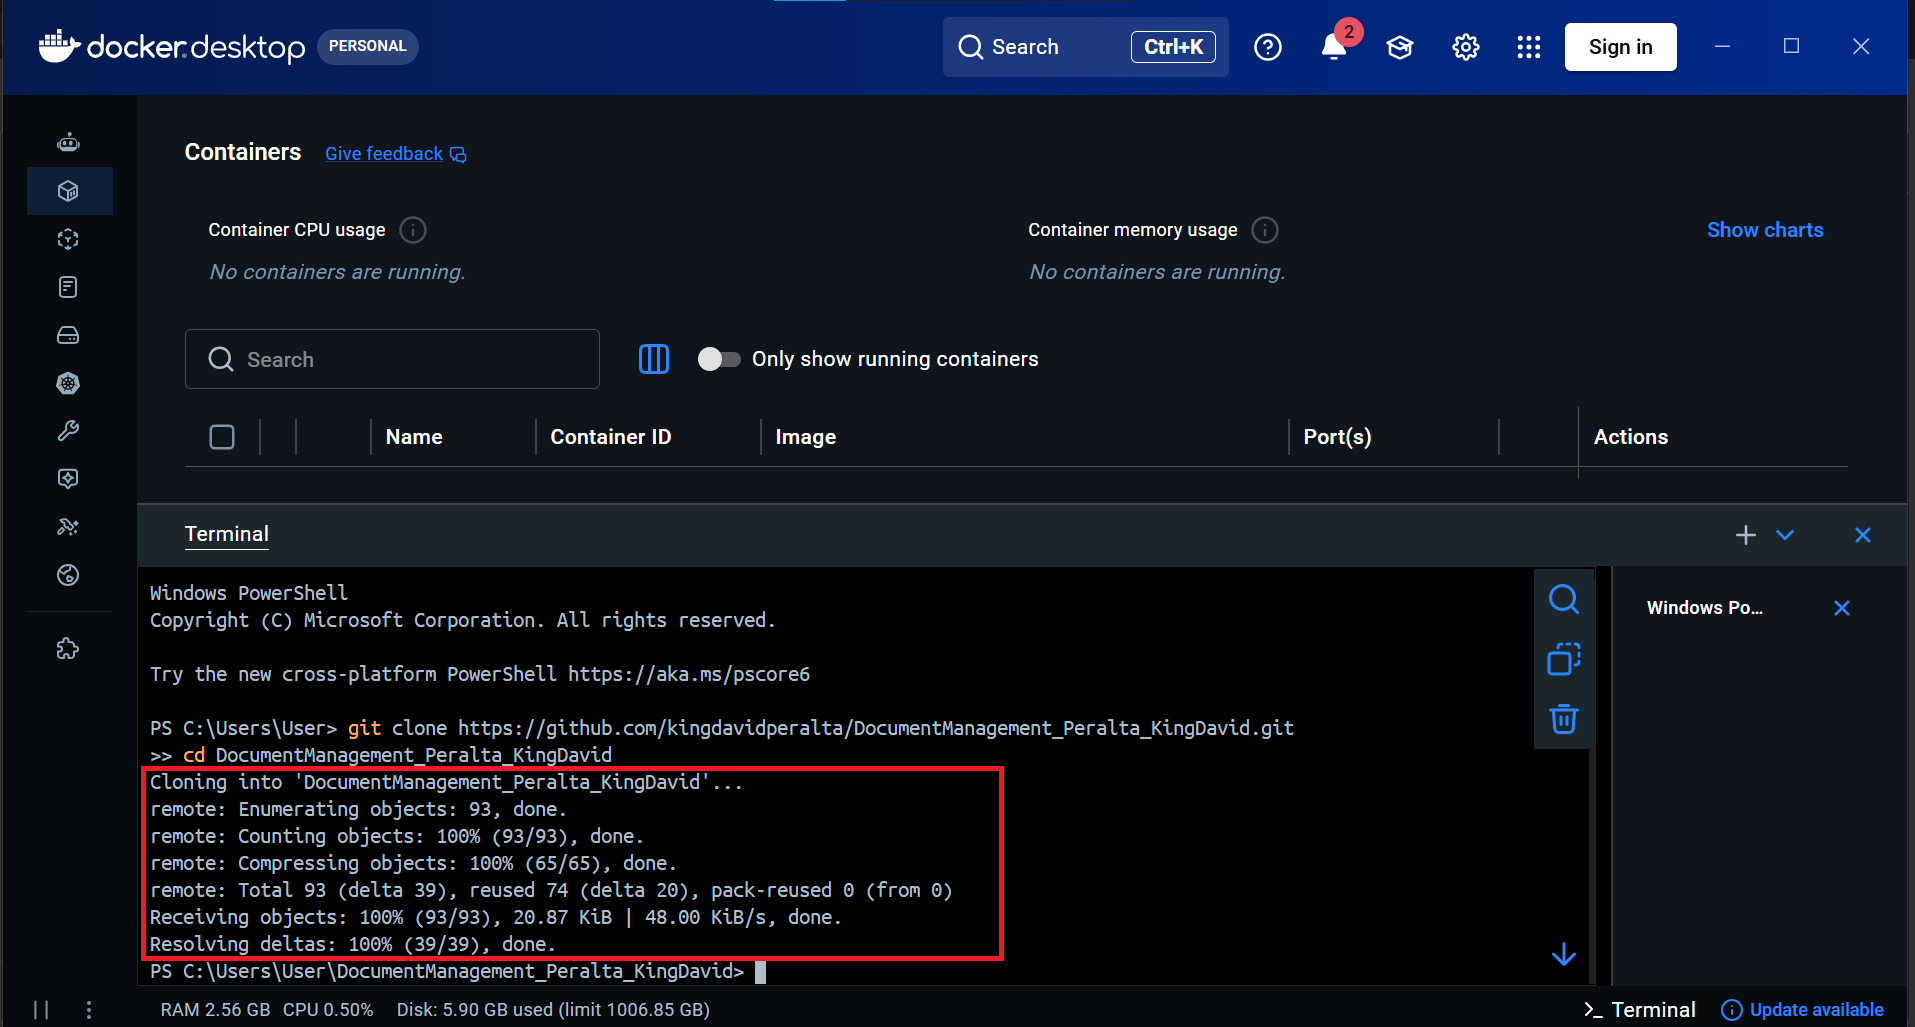 docker desktop PERSONAL
Search Ctrl+K
2
Sign in
Containers Give feedback
Container CPU usage
No containers are running.
Container memory usage
No containers are running.
Show charts
Search
Only show running containers
Name Container ID Image Port(s) Actions
Terminal
Windows PowerShell
Copyright (C) Microsoft Corporation. All rights reserved.
Try the new cross-platform PowerShell https://aka.ms/pscore6
PS C:\Users\User> git clone https://github.com/kingdavidperalta/DocumentManagement_Peralta_KingDavid.git
>> cd DocumentManagement_Peralta_KingDavid
Cloning into 'DocumentManagement_Peralta_KingDavid'...
remote: Enumerating objects: 93, done.
remote: Counting objects: 100% (93/93), done.
remote: Compressing objects: 100% (65/65), done.
remote: Total 93 (delta 39), reused 74 (delta 20), pack-reused 0 (from 0)
Receiving objects: 100% (93/93), 20.87 KiB | 48.00 KiB/s, done.
Resolving deltas: 100% (39/39), done.
PS C:\Users\User\DocumentManagement_Peralta_KingDavid>
Windows Po...
RAM 2.56 GB CPU 0.50% Disk: 5.90 GB used (limit 1006.85 GB)
>_ Terminal
Update available